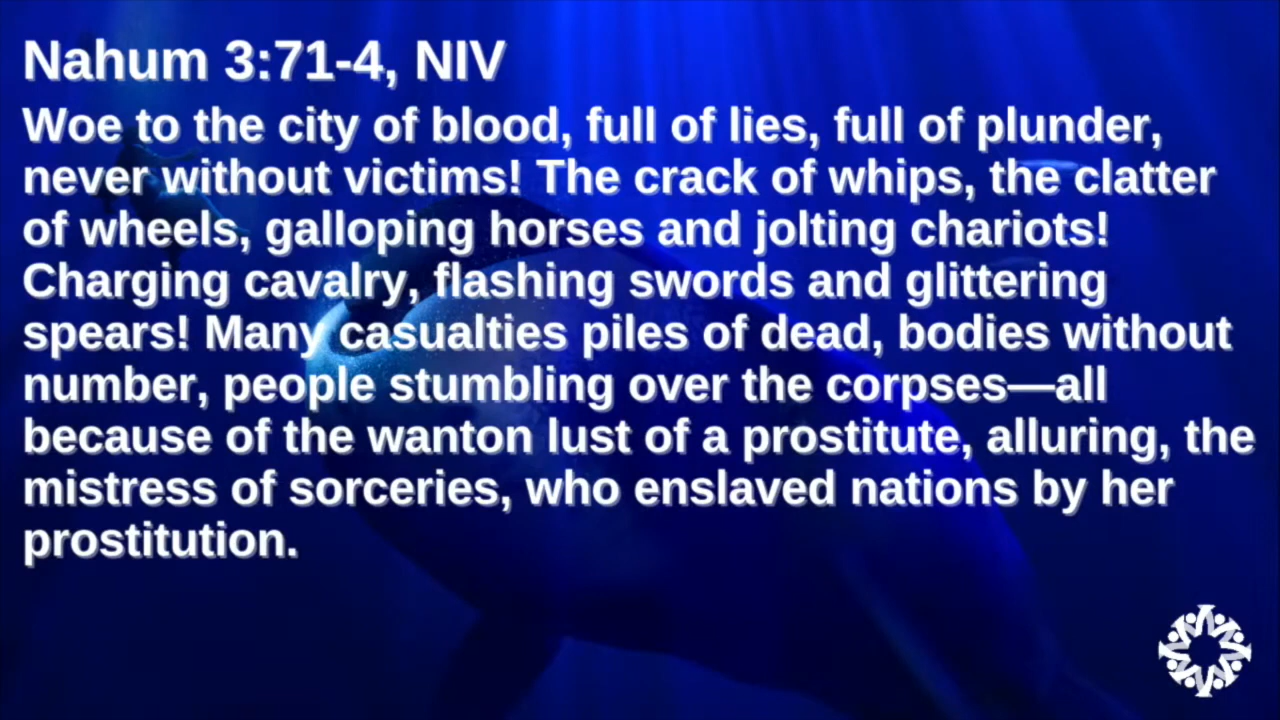 Nahum 3:71-4, NIV
Woe to the city of blood, full of lies, full of plunder,
never without victims! The crack of whips, the clatter
of wheels, galloping horses and jolting chariots!
Charging cavalry, flashing swords and glittering
spears! Many casualties piles of dead, bodies without
number, people stumbling over the corpses—all
because of the wanton lust of a prostitute, alluring, the
mistress of sorceries, who enslaved nations by her
prostitution.